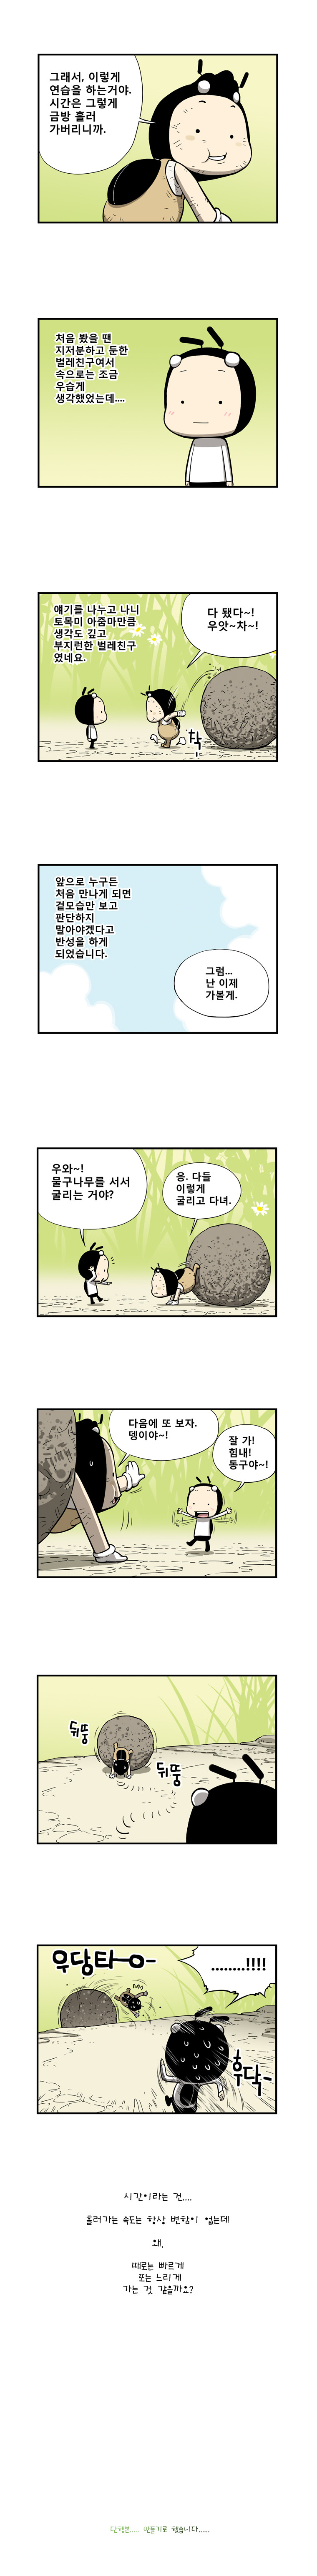 그래서, 이렇게
연습을 하는거야.
시간은 그렇게
금방 흘러
가버리니까.
처음 봤을 땐
지저분하고 둔한
벌레친구여서
속으로는 조금
우습게
생각했었는데....
얘기를 나누고 나니
토목미 아줌마만큼
생각도 깊고
부지런한 벌레친구
였네요.
다 됐다~!
우앗~차~!
착
앞으로 누구든
처음 만나게 되면
겉모습만 보고
판단하지
말아야겠다고
반성을 하게
되었습니다.
그럼...
난 이제
가볼게.
우와~!
물구나무를 서서
굴리는 거야?
응. 다들
이렇게
굴리고 다녀.
다음에 또 보자.
뎅이야~!
잘 가!
힘내!
동구야~!
뒤뚱
뒤뚱
우당타ㅇ-
........!!!!
후닥-
시간이라는 건....
흘러가는 속도는 항상 변함이 없는데
왜,
때로는 빠르게
또는 느리게
가는 것 같을까요?
단행본..... 만들기로 했습니다.....